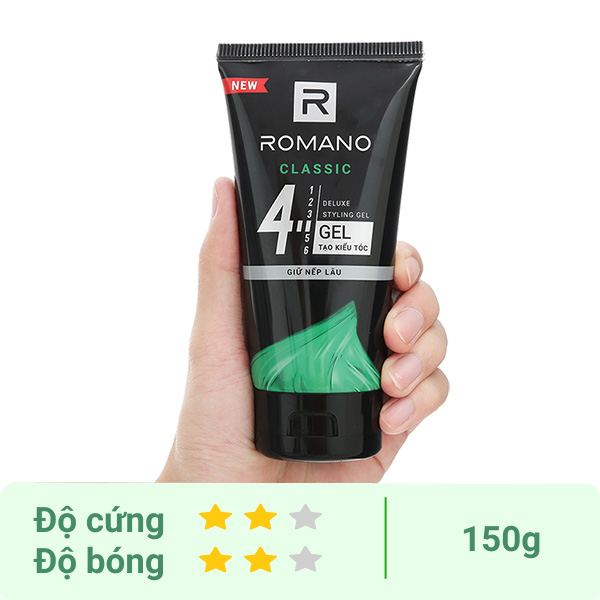 NEW
R
ROMANO
CLASSIC
1
2
3
4
5
6
DELUXE
STYLING GEL
GEL
TẠO KIỂU TÓC
GIỮ NẾP LÂU
Độ cứng
Độ bóng
150g